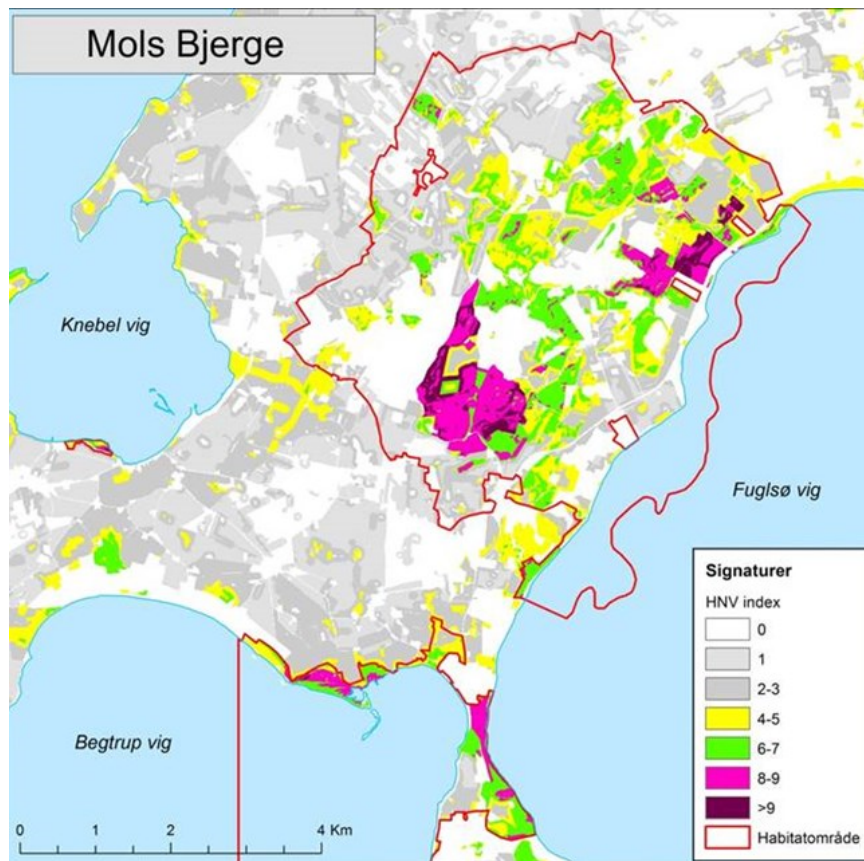 Mols Bjerge
Knebel vig
Fuglsø vig
Begtrup vig
0 1 2 4 Km
Signaturer
HNV index
0
1
2-3
4-5
6-7
8-9
>9
Habitatområde